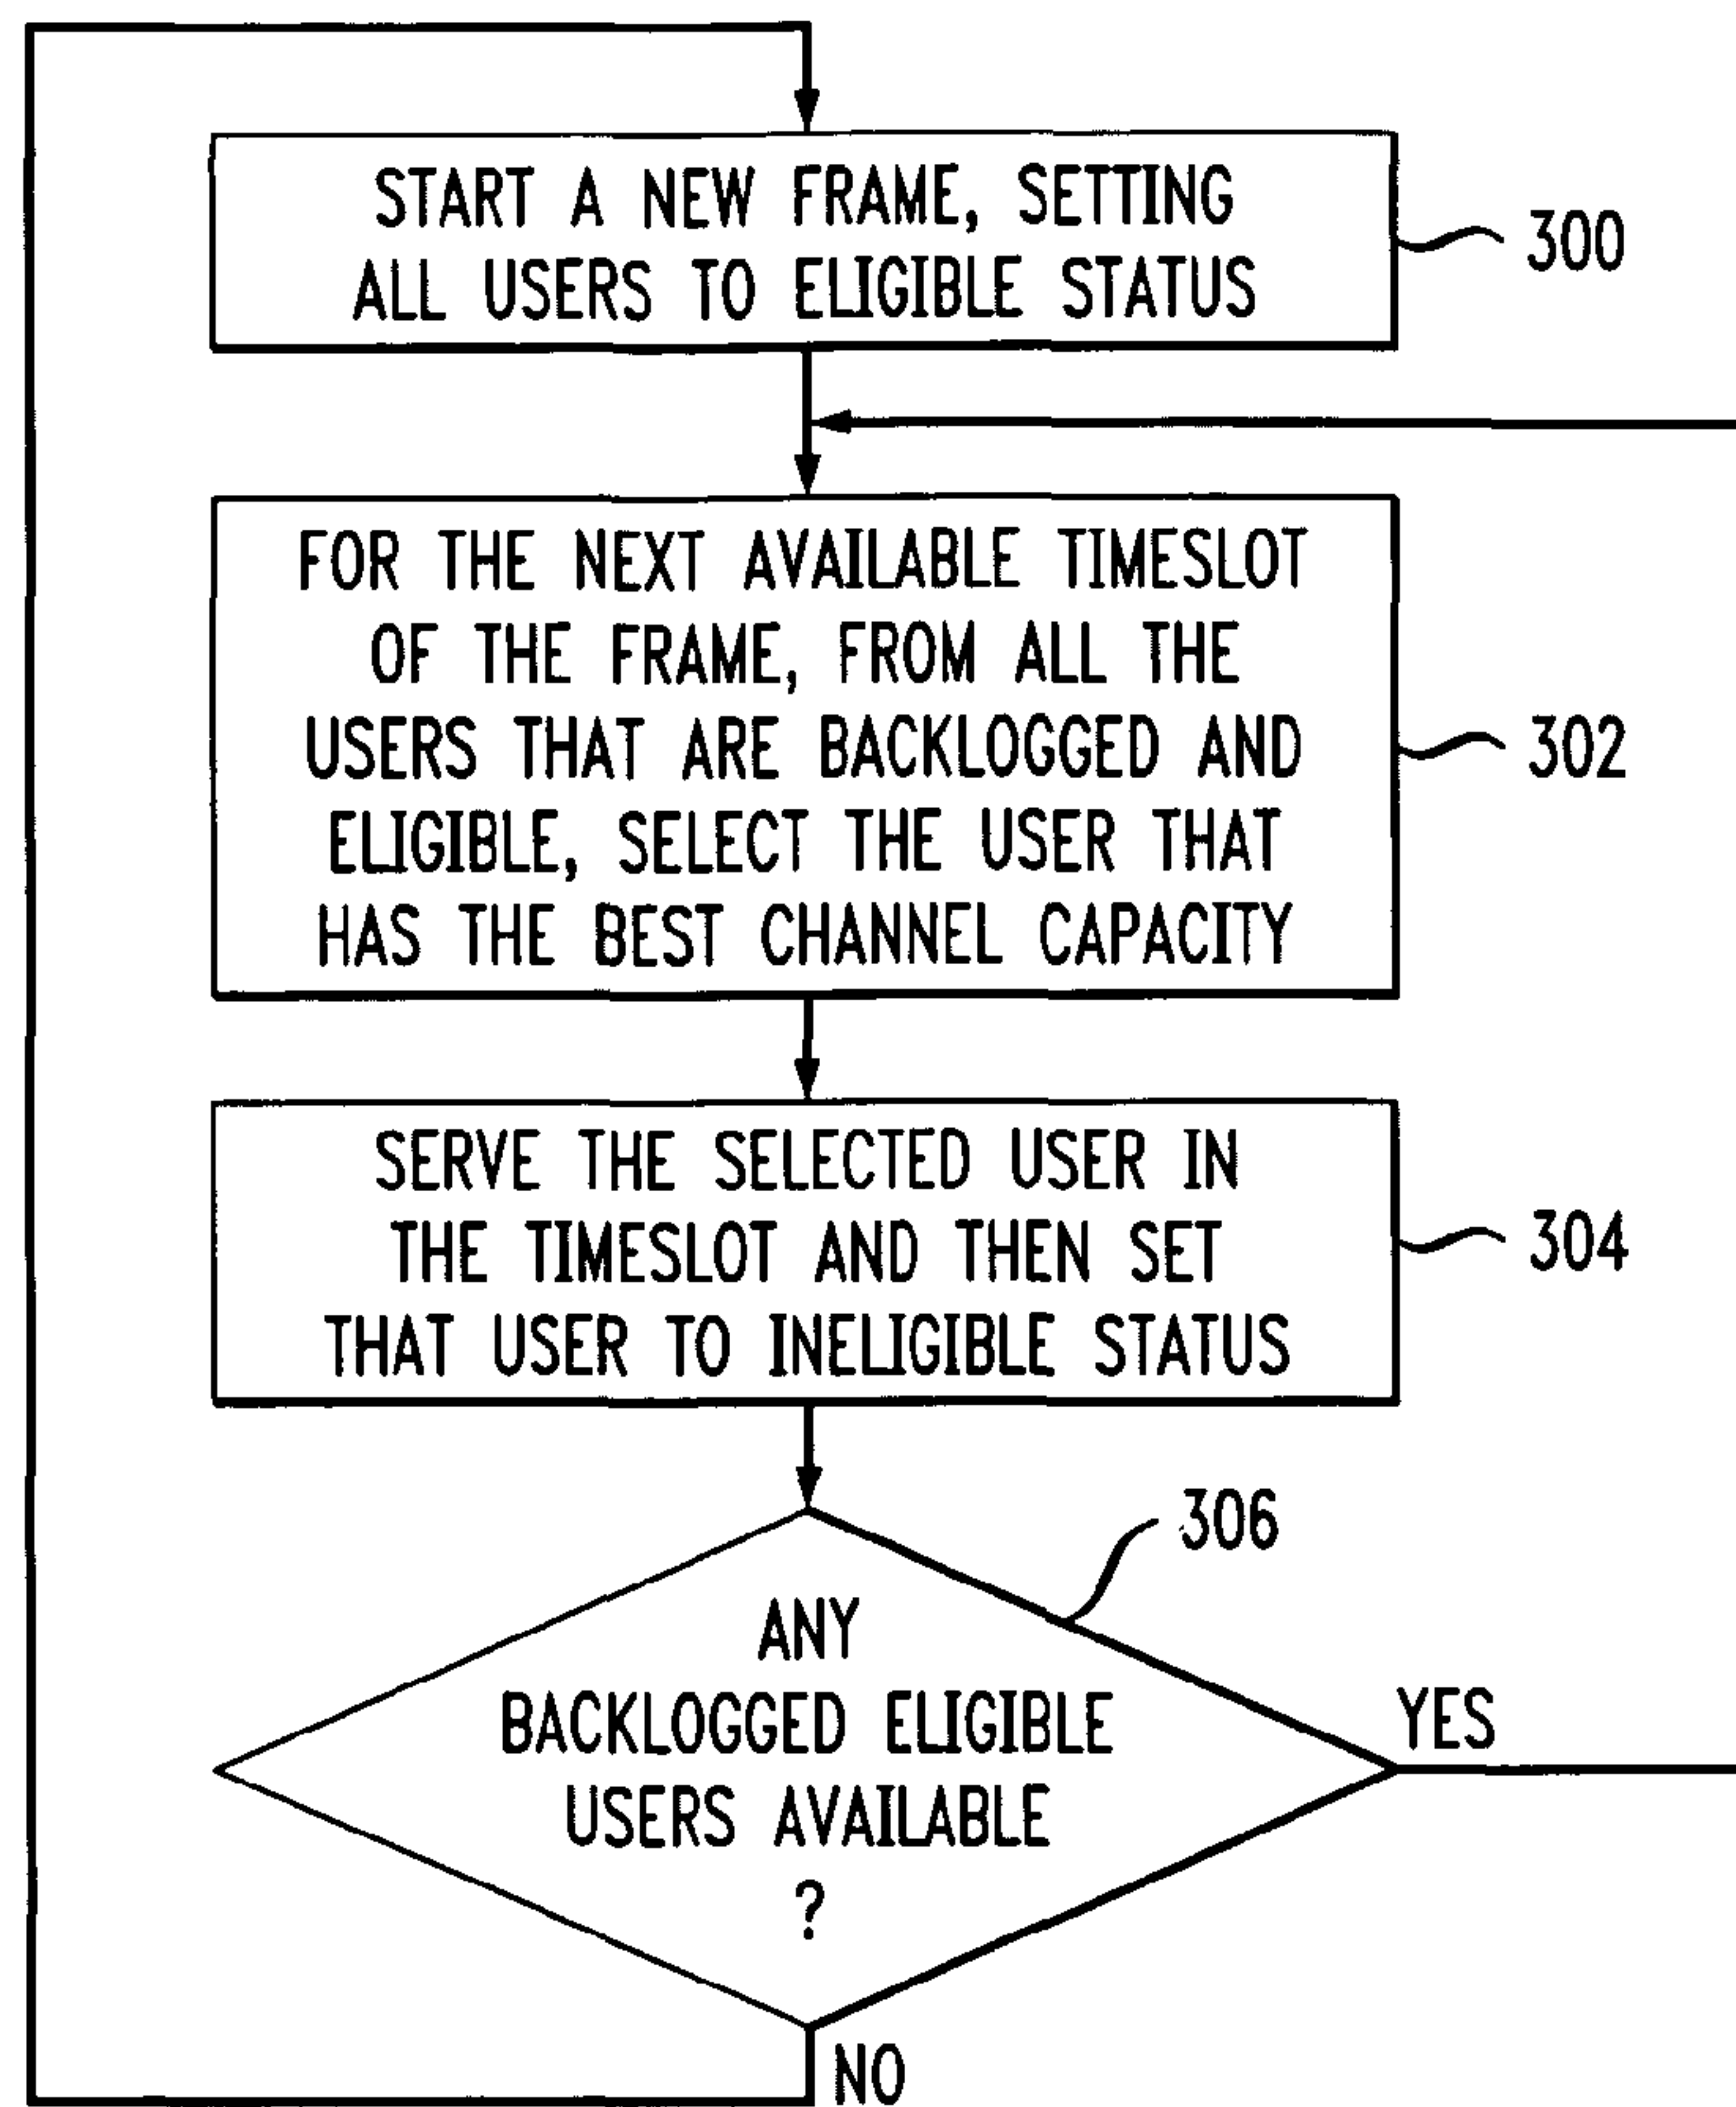 START A NEW FRAME, SETTING
ALL USERS TO ELIGIBLE STATUS
300
FOR THE NEXT AVAILABLE TIMESLOT
OF THE FRAME, FROM ALL THE
USERS THAT ARE BACKLOGGED AND
ELIGIBLE, SELECT THE USER THAT
HAS THE BEST CHANNEL CAPACITY
302
SERVE THE SELECTED USER IN
THE TIMESLOT AND THEN SET
THAT USER TO INELIGIBLE STATUS
304
306
ANY
BACKLOGGED ELIGIBLE
USERS AVAILABLE
?
YES
NO